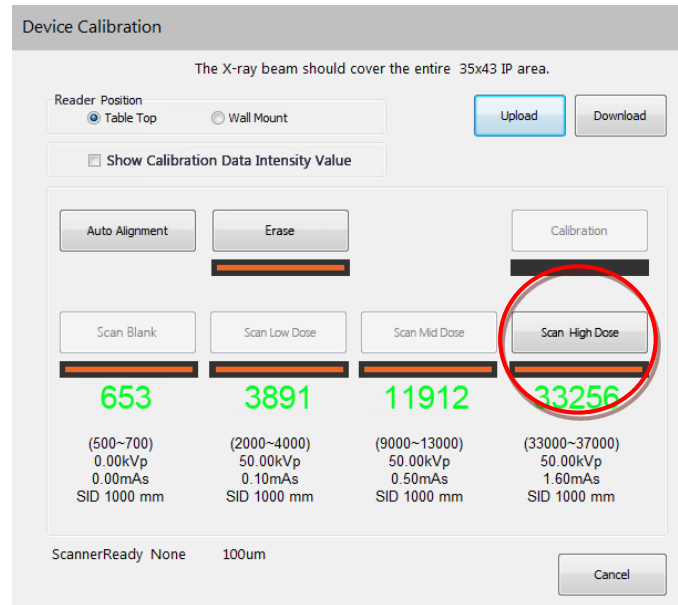 Device Calibration
The X-ray beam should cover the entire 35x43 IP area.
Reader Position
Table Top
Wall Mount
Upload
Download
Show Calibration Data Intensity Value
Auto Alignment
Erase
Calibration
Scan Blank
Scan Low Dose
Scan Mid Dose
Scan High Dose
653
3891
11912
33256
(500~700)
(2000~4000)
(9000~13000)
(33000~37000)
0.00kVp
50.00kVp
50.00kVp
50.00kVp
0.00mAs
0.10mAs
0.50mAs
1.60mAs
SID 1000 mm
SID 1000 mm
SID 1000 mm
SID 1000 mm
ScannerReady None 100um
Cancel